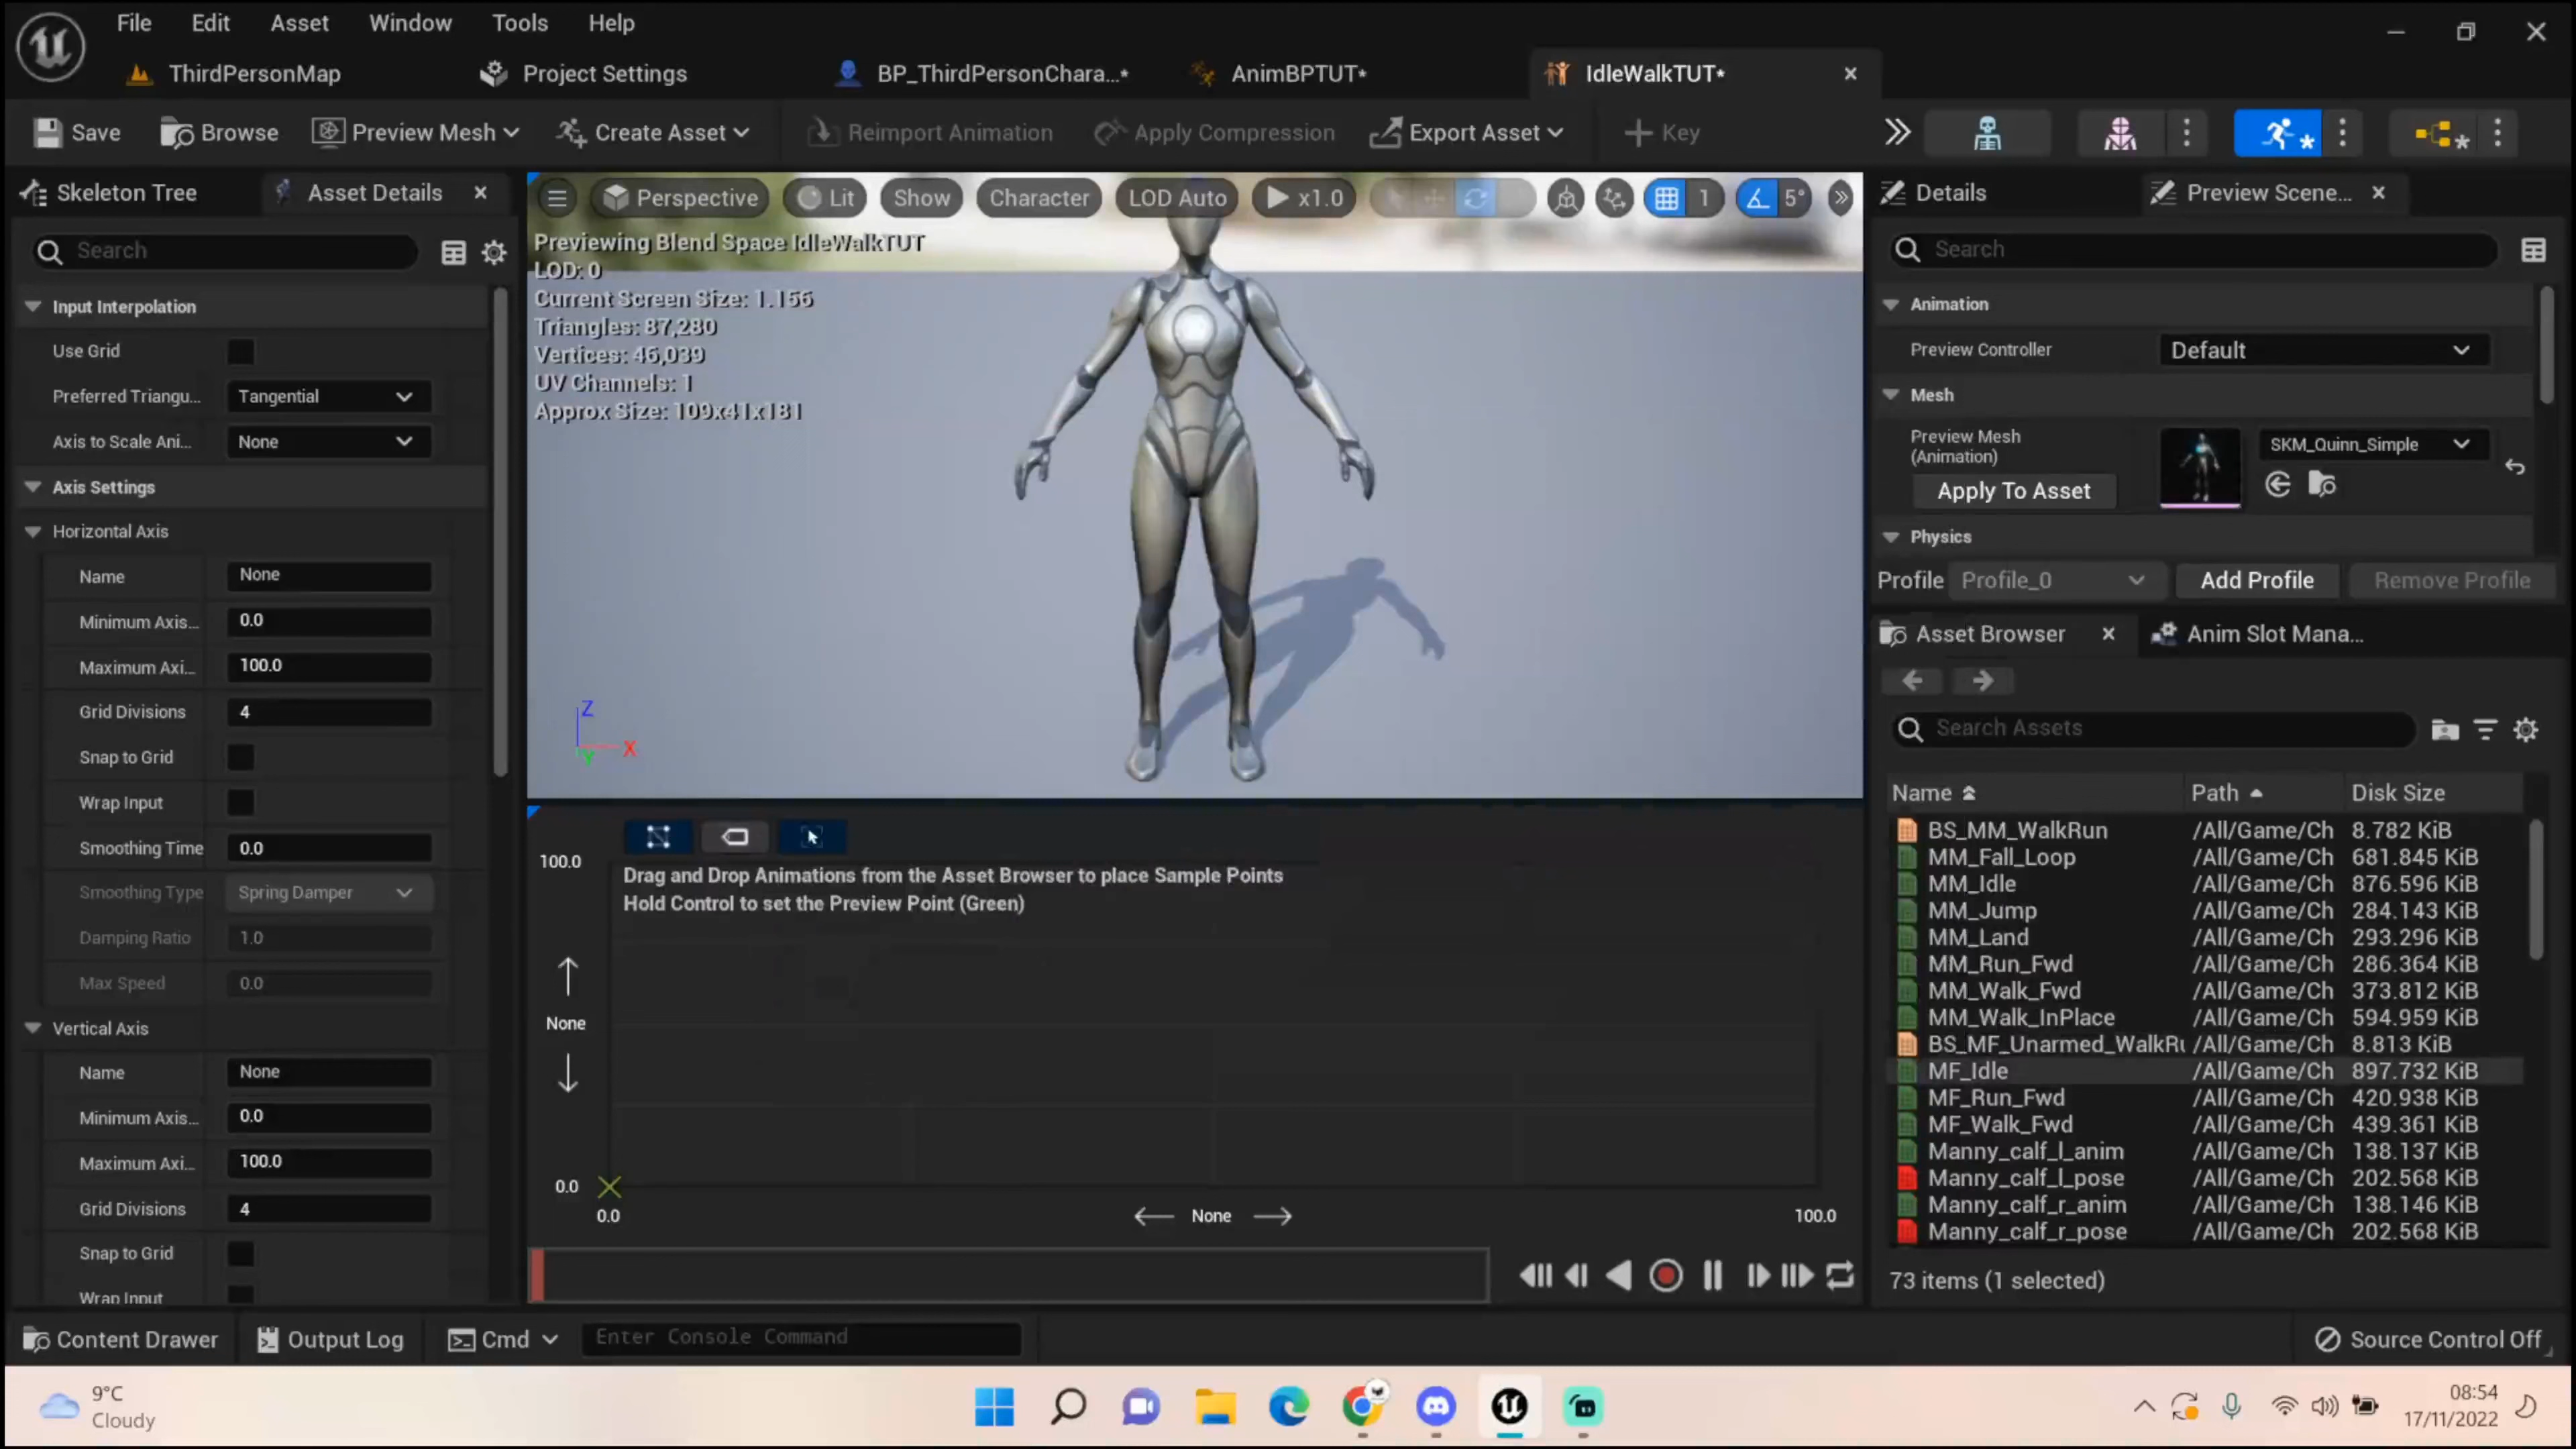 File Edit Asset Window Tools Help
ThirdPersonMap Project Settings BP_ThirdPersonChara...* AnimBPTUT* IdleWalkTUT*
Save Browse Preview Mesh Create Asset Reimport Animation Apply Compression Export Asset Key
Skeleton Tree Asset Details
Search
Input Interpolation
Use Grid
Preferred Triangu... Tangential
Axis to Scale Ani... None
Axis Settings
Horizontal Axis
Name None
Minimum Axis... 0.0
Maximum Axi... 100.0
Grid Divisions 4
Snap to Grid
Wrap Input
Smoothing Time 0.0
Smoothing Type Spring Damper
Damping Ratio 1.0
Max Speed 0.0
Vertical Axis
Name None
Minimum Axis... 0.0
Maximum Axi... 100.0
Grid Divisions 4
Snap to Grid
Wrap Input
Perspective Lit Show Character LOD Auto x1.0 1 5°
Previewing Blend Space IdleWalkTUT
LOD: 0
Current Screen Size: 1.156
Triangles: 87,280
Vertices: 46,039
UV Channels: 1
Approx Size: 109x41x181
Z
X
Y
100.0
Drag and Drop Animations from the Asset Browser to place Sample Points
Hold Control to set the Preview Point (Green)
None
0.0
0.0 None 100.0
Details Preview Scene...
Search
Animation
Preview Controller Default
Mesh
Preview Mesh
(Animation)
SKM_Quinn_Simple
Apply To Asset
Physics
Profile Profile_0 Add Profile Remove Profile
Asset Browser Anim Slot Mana...
Search Assets
Name Path Disk Size
BS_MM_WalkRun /All/Game/Ch 8.782 KiB
MM_Fall_Loop /All/Game/Ch 681.845 KiB
MM_Idle /All/Game/Ch 876.596 KiB
MM_Jump /All/Game/Ch 284.143 KiB
MM_Land /All/Game/Ch 293.296 KiB
MM_Run_Fwd /All/Game/Ch 286.364 KiB
MM_Walk_Fwd /All/Game/Ch 373.812 KiB
MM_Walk_InPlace /All/Game/Ch 594.959 KiB
BS_MF_Unarmed_WalkRu /All/Game/Ch 8.813 KiB
MF_Idle /All/Game/Ch 897.732 KiB
MF_Run_Fwd /All/Game/Ch 420.938 KiB
MF_Walk_Fwd /All/Game/Ch 439.361 KiB
Manny_calf_l_anim /All/Game/Ch 138.137 KiB
Manny_calf_l_pose /All/Game/Ch 202.568 KiB
Manny_calf_r_anim /All/Game/Ch 138.146 KiB
Manny_calf_r_pose /All/Game/Ch 202.568 KiB
73 items (1 selected)
Content Drawer Output Log Cmd Enter Console Command Source Control Off
9°C
Cloudy
08:54
17/11/2022